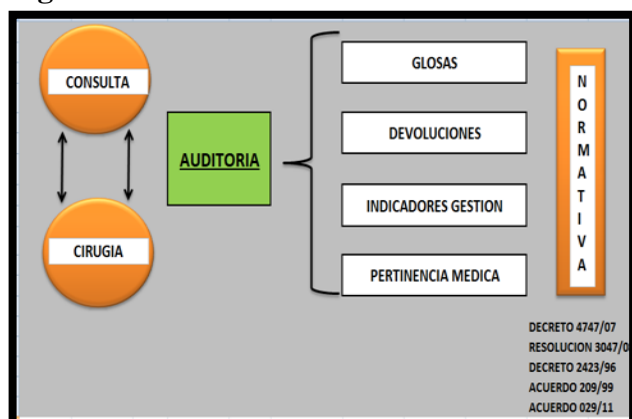 CONSULTA
CIRUGIA
AUDITORIA
GLOSAS
DEVOLUCIONES
INDICADORES GESTION
PERTINENCIA MEDICA
NORMATIVA
DECRETO 4747/07
RESOLUCION 3047/0
DECRETO 2423/96
ACUERDO 209/99
ACUERDO 029/11